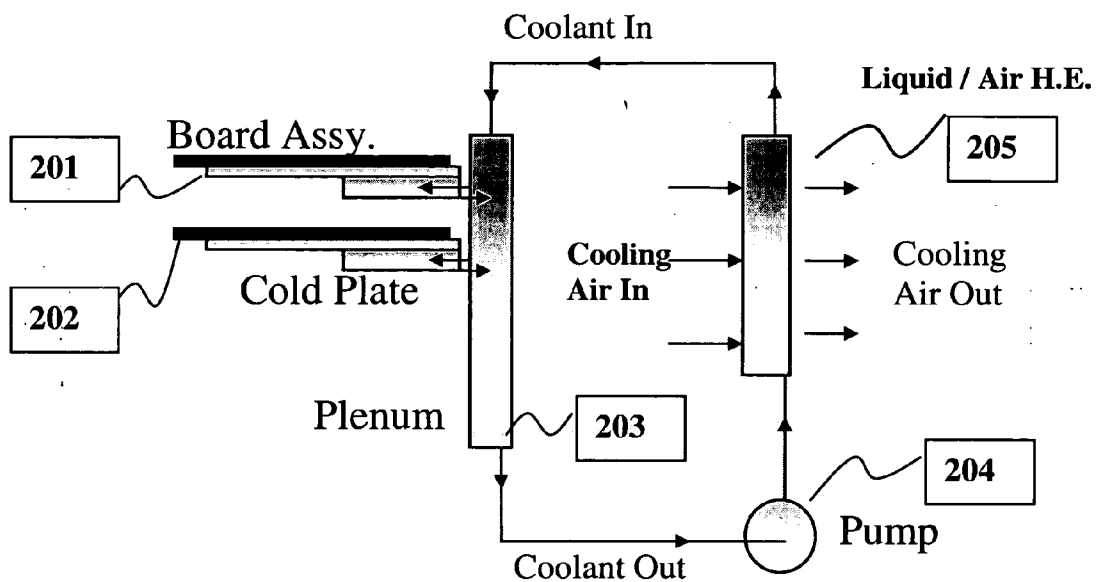 Coolant In
Liquid / Air H.E.
Board Assy.
201
205
Cooling
Air In
Cooling
Air Out
Cold Plate
202
Plenum
203
204
Pump
Coolant Out